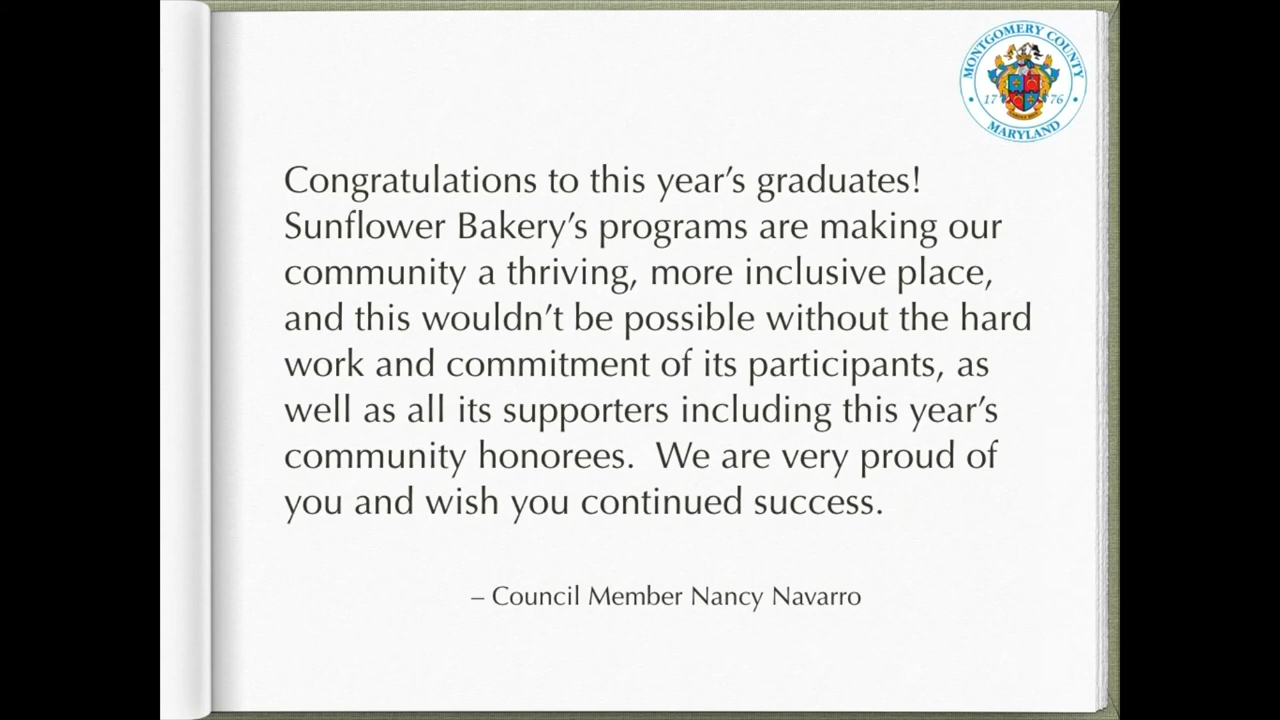 MONTGOMERY COUNTY
17 76
MARYLAND
Congratulations to this year’s graduates!
Sunflower Bakery’s programs are making our
community a thriving, more inclusive place,
and this wouldn’t be possible without the hard
work and commitment of its participants, as
well as all its supporters including this year’s
community honorees.  We are very proud of
you and wish you continued success.
– Council Member Nancy Navarro